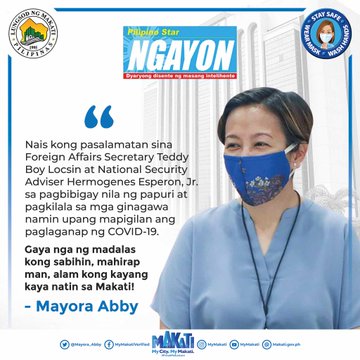 LUNGSOD NG MAKATI
PILIPINAS
Pilipino Star
NGAYON
Diyaryong disente ng masang intelihente
STAY SAFE
WEAR MASK • WASH HANDS
Nais kong pasalamatan sina
Foreign Affairs Secretary Teddy
Boy Locsin at National Security
Adviser Hermogenes Esperon, Jr.
sa pagbibigay nila ng papuri at
pagkilala sa mga ginagawa
namin upang mapigilan ang
paglaganap ng COVID-19.
Gaya nga ng madalas
kong sabihin, mahirap
man, alam kong kayang
kaya natin sa Makati!
- Mayora Abby
@Mayora_Abby
MyMakatiVerified
MAKATI
My City, My Makati.
MyMakati
MyMakati
Makati.gov.ph